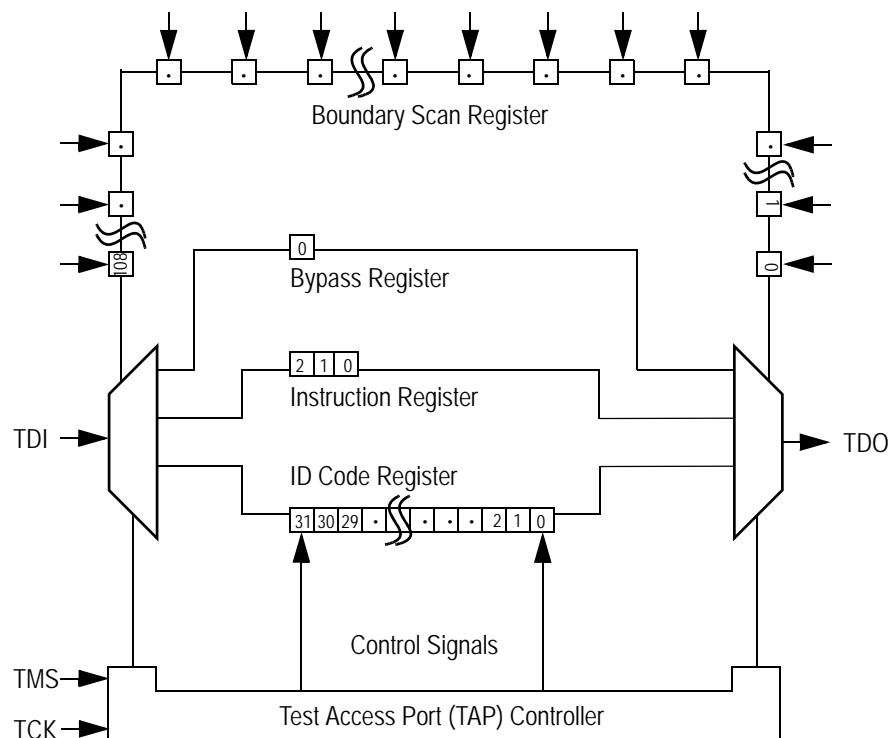 . . . . . . . .
Boundary Scan Register
. .
. 1
108 0
0
Bypass Register
2 1 0
Instruction Register
TDI TDO
ID Code Register
31 30 29 . . . . 2 1 0
Control Signals
TMS
Test Access Port (TAP) Controller
TCK